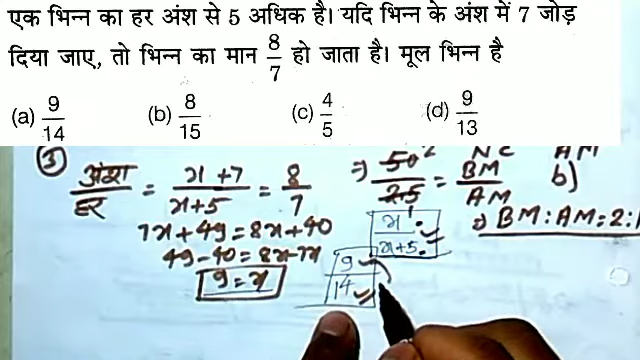 एक भिन्न का हर अंश से 5 अधिक है। यदि भिन्न के अंश में 7 जोड़
दिया जाए, तो भिन्न का मान 8/7 हो जाता है। मूल भिन्न है
(a) 9/14 (b) 8/15 (c) 4/5 (d) 9/13
3 अंश/हर = x+7/x+5 = 8/7
7x+49=8x+40
49-40=8x-7x
9=x
x/x+5
9/14
⇒ 50/25 = BM/AM
2
b)
BM:AM=2: